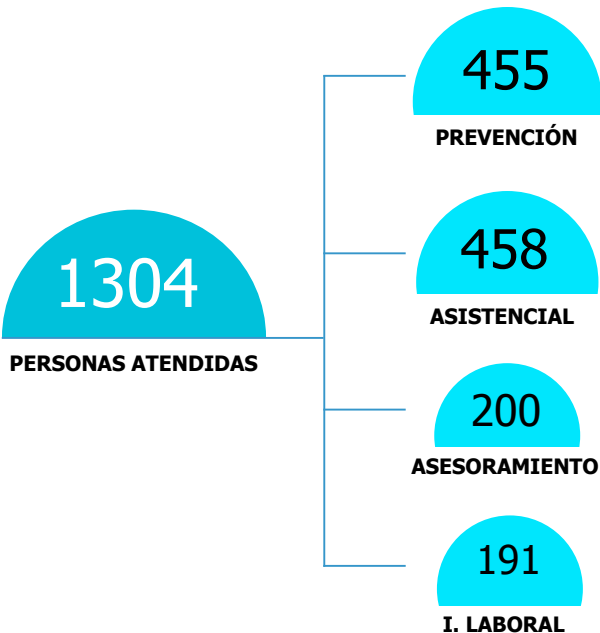 1304
PERSONAS ATENDIDAS
455
PREVENCIÓN
458
ASISTENCIAL
200
ASESORAMIENTO
191
I. LABORAL